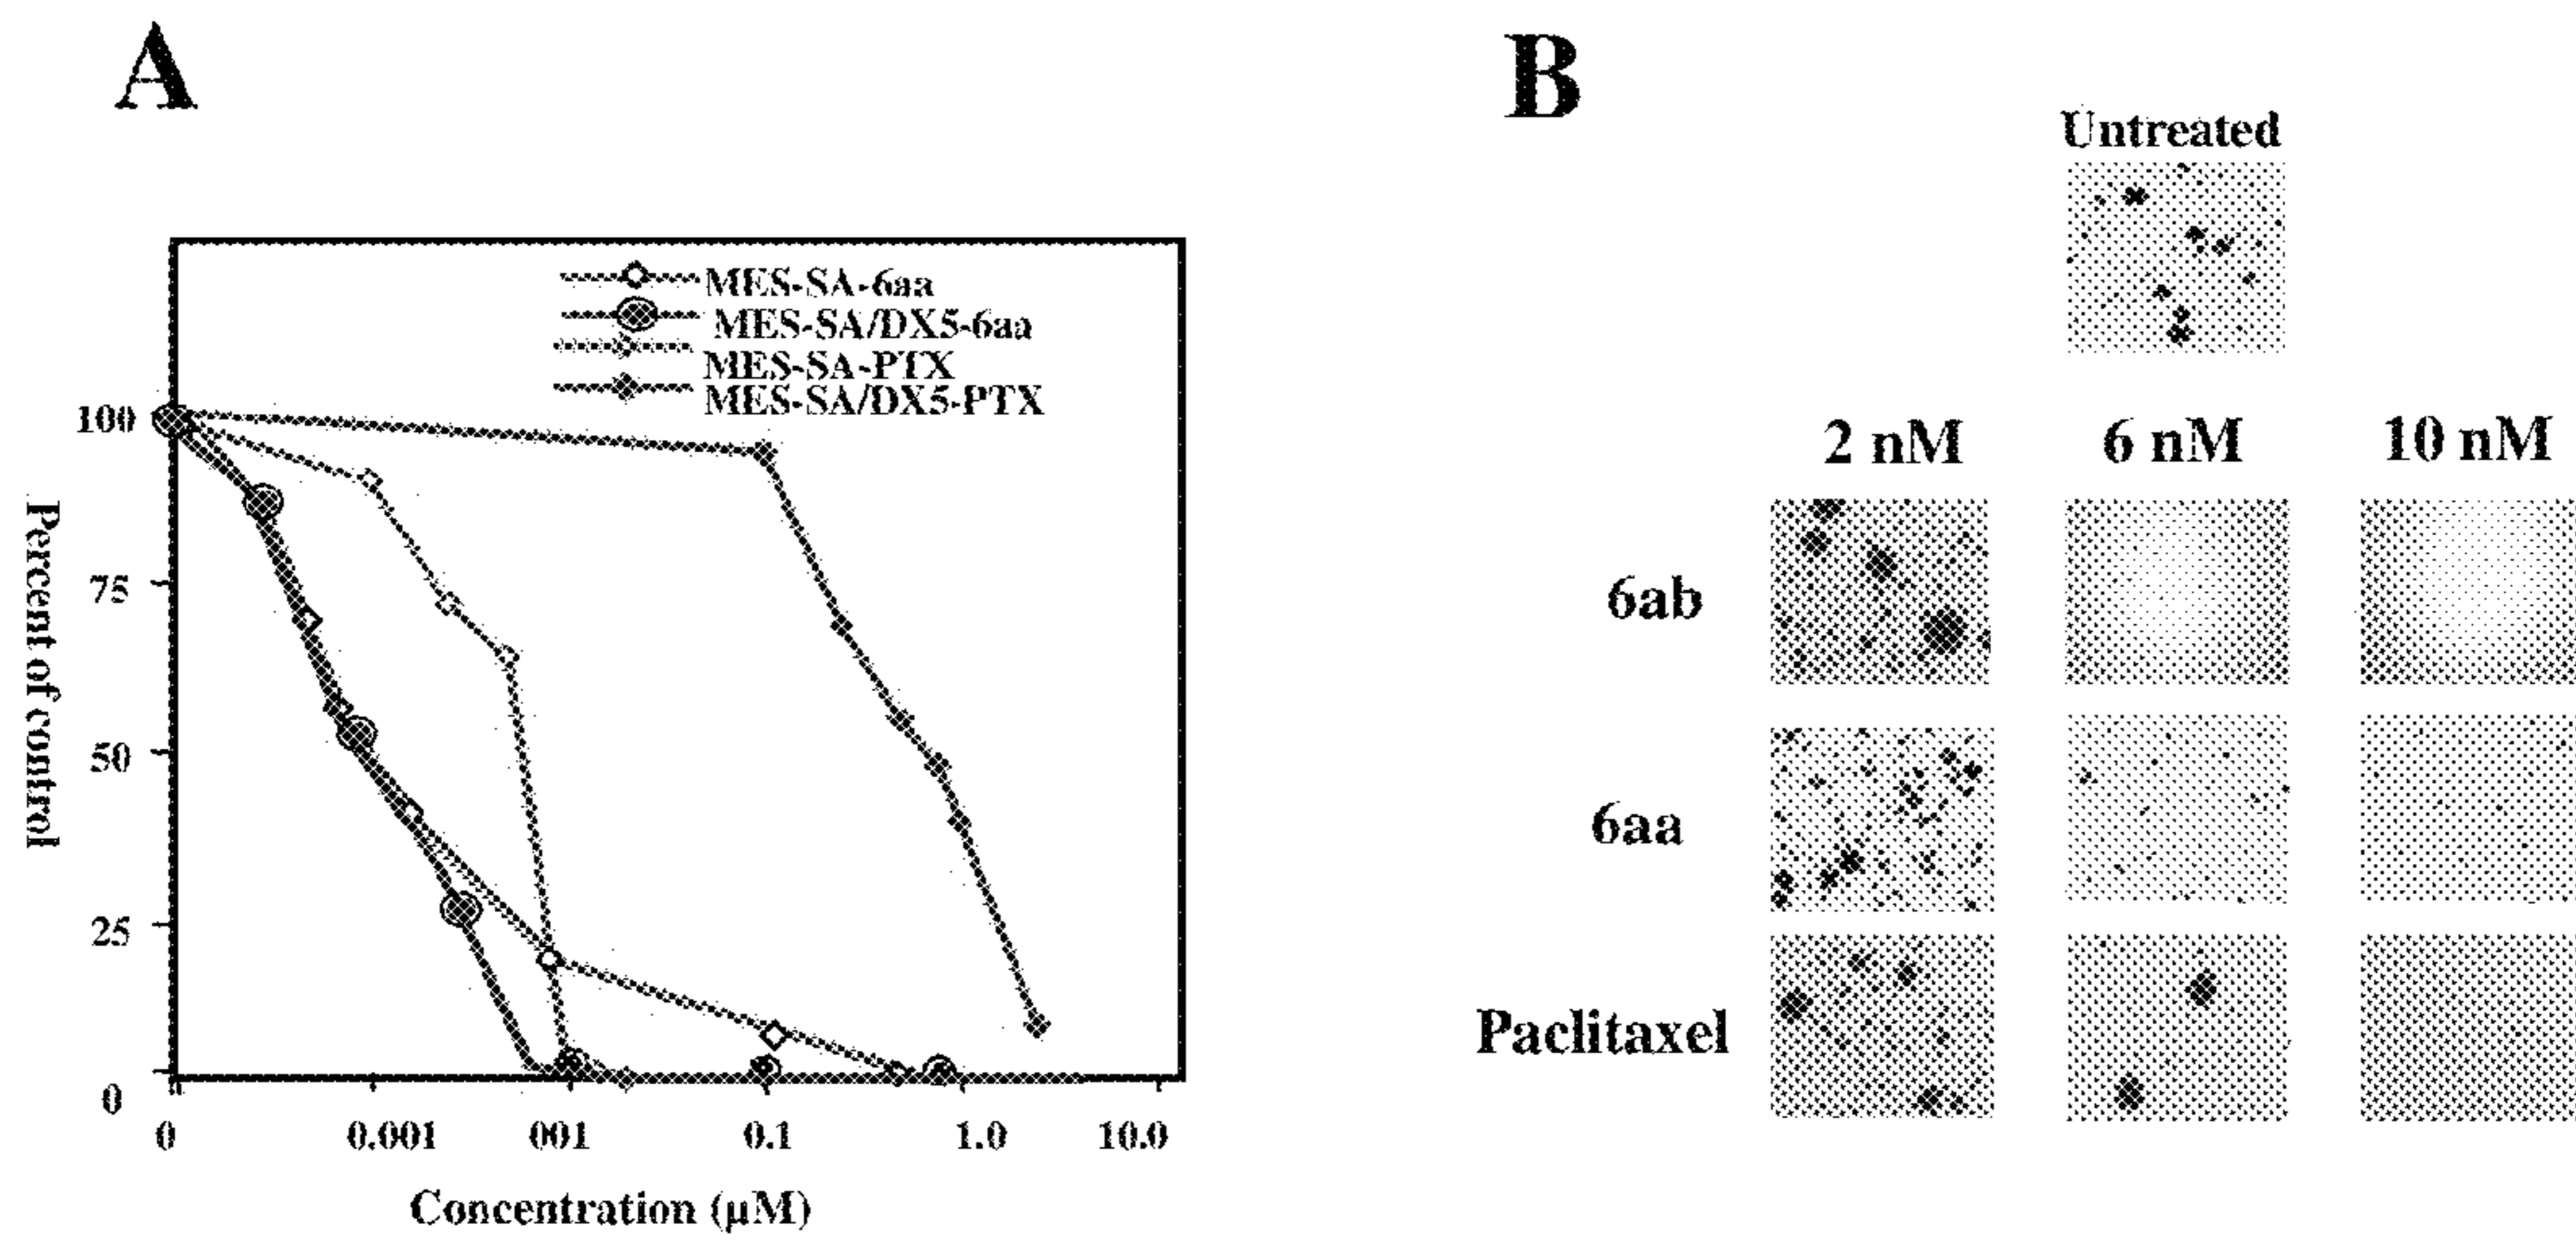 A
B
Untreated
MES-SA-6aa
MES-SA/DX5-6aa
MES-SA-PTX
MES-SA/DX5-PTX
100
75
50
25
0
Percent of control
0 0.001 001 0.1 1.0 10.0
Concentration (µM)
2 nM 6 nM 10 nM
6ab
6aa
Paclitaxel